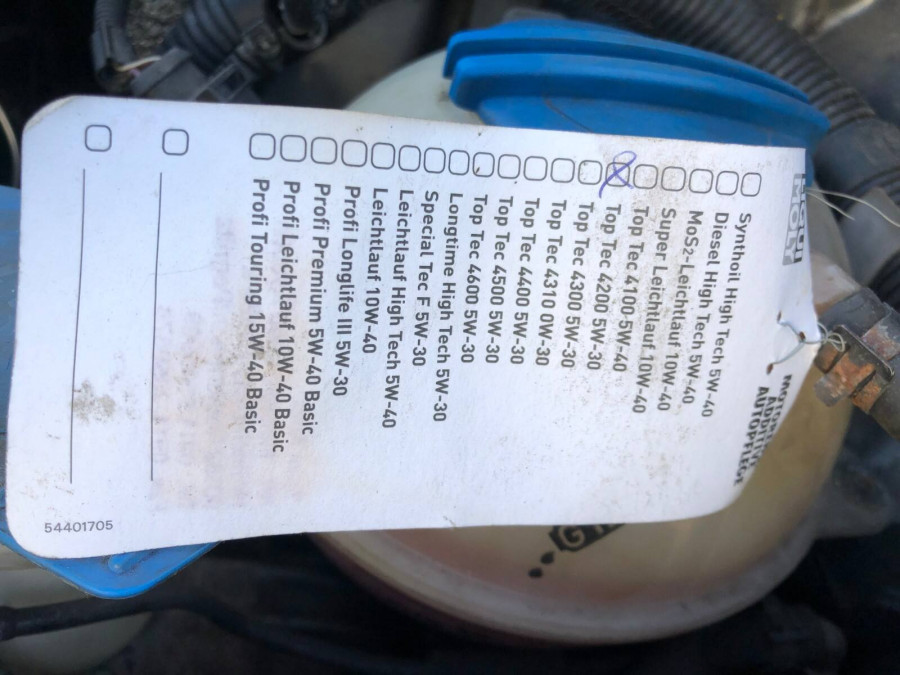 LIQUI
MOLY
ADDITIVE
AUTOPFLEGE
Synthoil High Tech 5W-40
Diesel High Tech 5W-40
MoS2-Leichtlauf 10W-40
Super Leichtlauf 10W-40
Top Tec 4100 5W-40
Top Tec 4200 5W-30
Top Tec 4300 5W-30
Top Tec 4310 0W-30
Top Tec 4400 5W-30
Top Tec 4500 5W-30
Top Tec 4600 5W-30
Longtime High Tech 5W-30
Special Tec F 5W-30
Leichtlauf High Tech 5W-40
Leichtlauf 10W-40
Profi Longlife III 5W-30
Profi Premium 5W-40 Basic
Profi Leichtlauf 10W-40 Basic
Profi Touring 15W-40 Basic
54401705